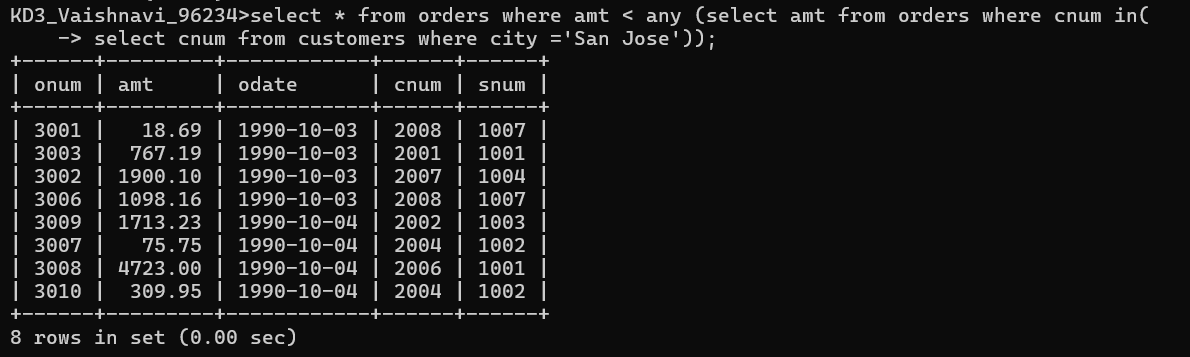 KD3_Vaishnavi_96234>select * from orders where amt < any (select amt from orders where cnum in(
    -> select cnum from customers where city ='San Jose'));
+------+---------+------------+------+------+
| onum | amt     | odate      | cnum | snum |
+------+---------+------------+------+------+
| 3001 |   18.69 | 1990-10-03 | 2008 | 1007 |
| 3003 |  767.19 | 1990-10-03 | 2001 | 1001 |
| 3002 | 1900.10 | 1990-10-03 | 2007 | 1004 |
| 3006 | 1098.16 | 1990-10-03 | 2008 | 1007 |
| 3009 | 1713.23 | 1990-10-04 | 2002 | 1003 |
| 3007 |   75.75 | 1990-10-04 | 2004 | 1002 |
| 3008 | 4723.00 | 1990-10-04 | 2006 | 1001 |
| 3010 |  309.95 | 1990-10-04 | 2004 | 1002 |
+------+---------+------------+------+------+
8 rows in set (0.00 sec)